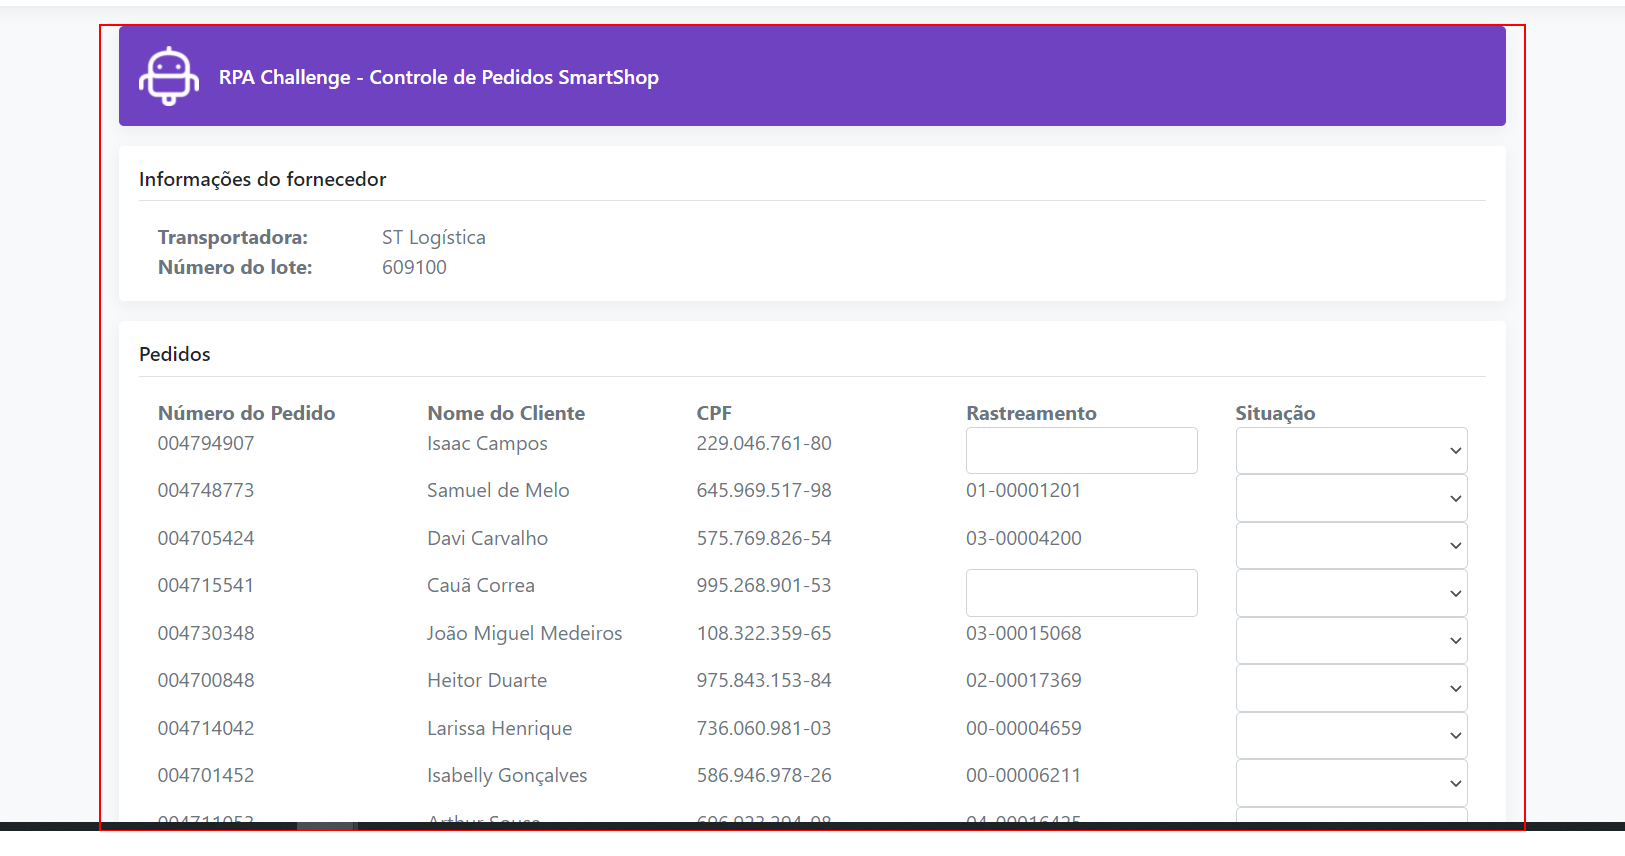 RPA Challenge - Controle de Pedidos SmartShop
Informações do fornecedor
Transportadora: ST Logística
Número do lote: 609100
Pedidos
Número do Pedido Nome do Cliente CPF Rastreamento Situação
004794907 Isaac Campos 229.046.761-80
004748773 Samuel de Melo 645.969.517-98 01-00001201
004705424 Davi Carvalho 575.769.826-54 03-00004200
004715541 Cauã Correa 995.268.901-53
004730348 João Miguel Medeiros 108.322.359-65 03-00015068
004700848 Heitor Duarte 975.843.153-84 02-00017369
004714042 Larissa Henrique 736.060.981-03 00-00004659
004701452 Isabelly Gonçalves 586.946.978-26 00-00006211